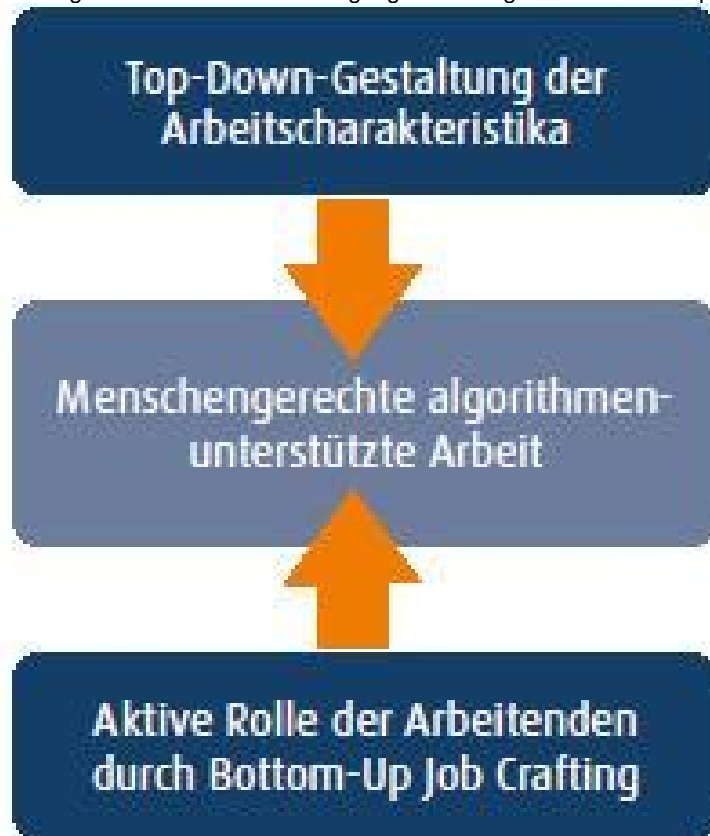 Top-Down-Gestaltung der
Arbeitscharakteristika
Menschengerechte algorithmen-
unterstützte Arbeit
Aktive Rolle der Arbeitenden
durch Bottom-Up Job Crafting